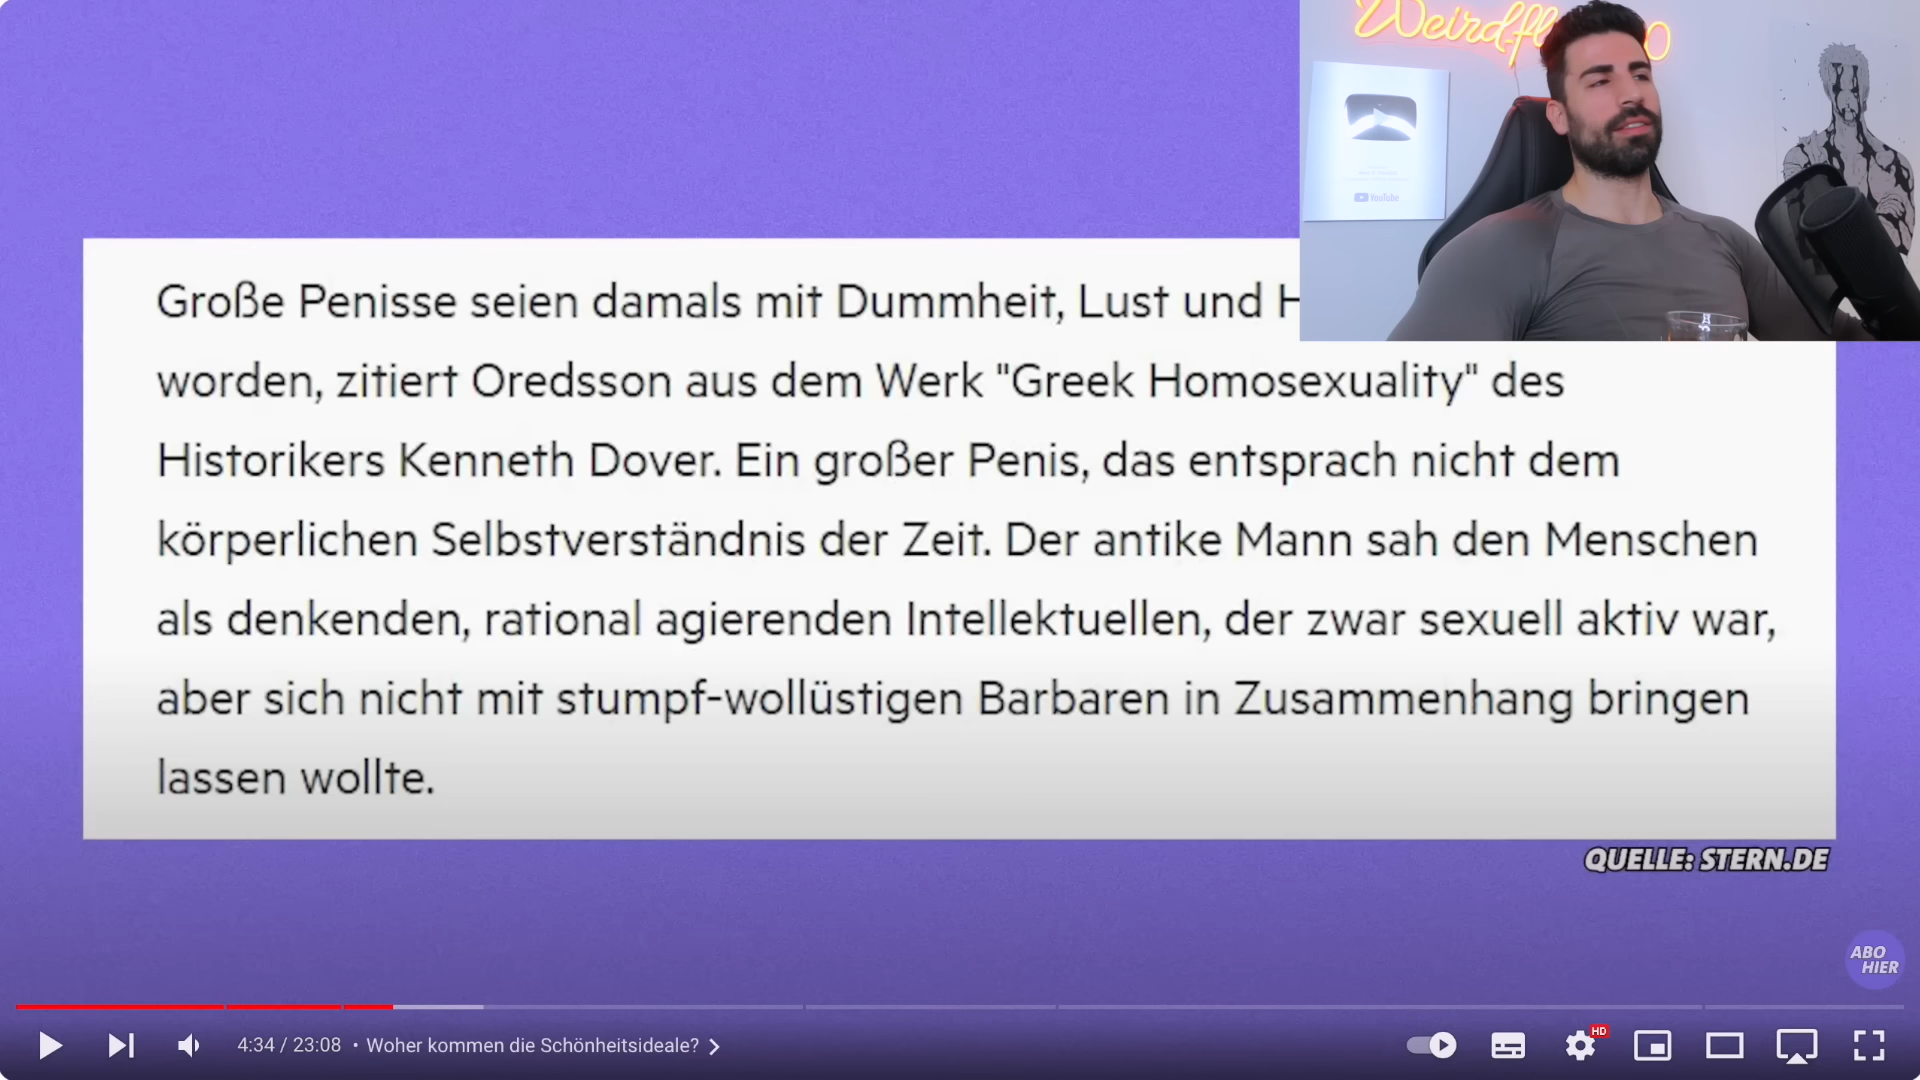 Große Penisse seien damals mit Dummheit, Lust und
worden, zitiert Oredsson aus dem Werk "Greek Homosexuality" des
Historikers Kenneth Dover. Ein großer Penis, das entsprach nicht dem
körperlichen Selbstverständnis der Zeit. Der antike Mann sah den Menschen
als denkenden, rational agierenden Intellektuellen, der zwar sexuell aktiv war,
aber sich nicht mit stumpf-wollüstigen Barbaren in Zusammenhang bringen
lassen wollte.
QUELLE: STERN.DE
YouTube
ABO
HIER
4:34 / 23:08 • Woher kommen die Schönheitsideale?
HD